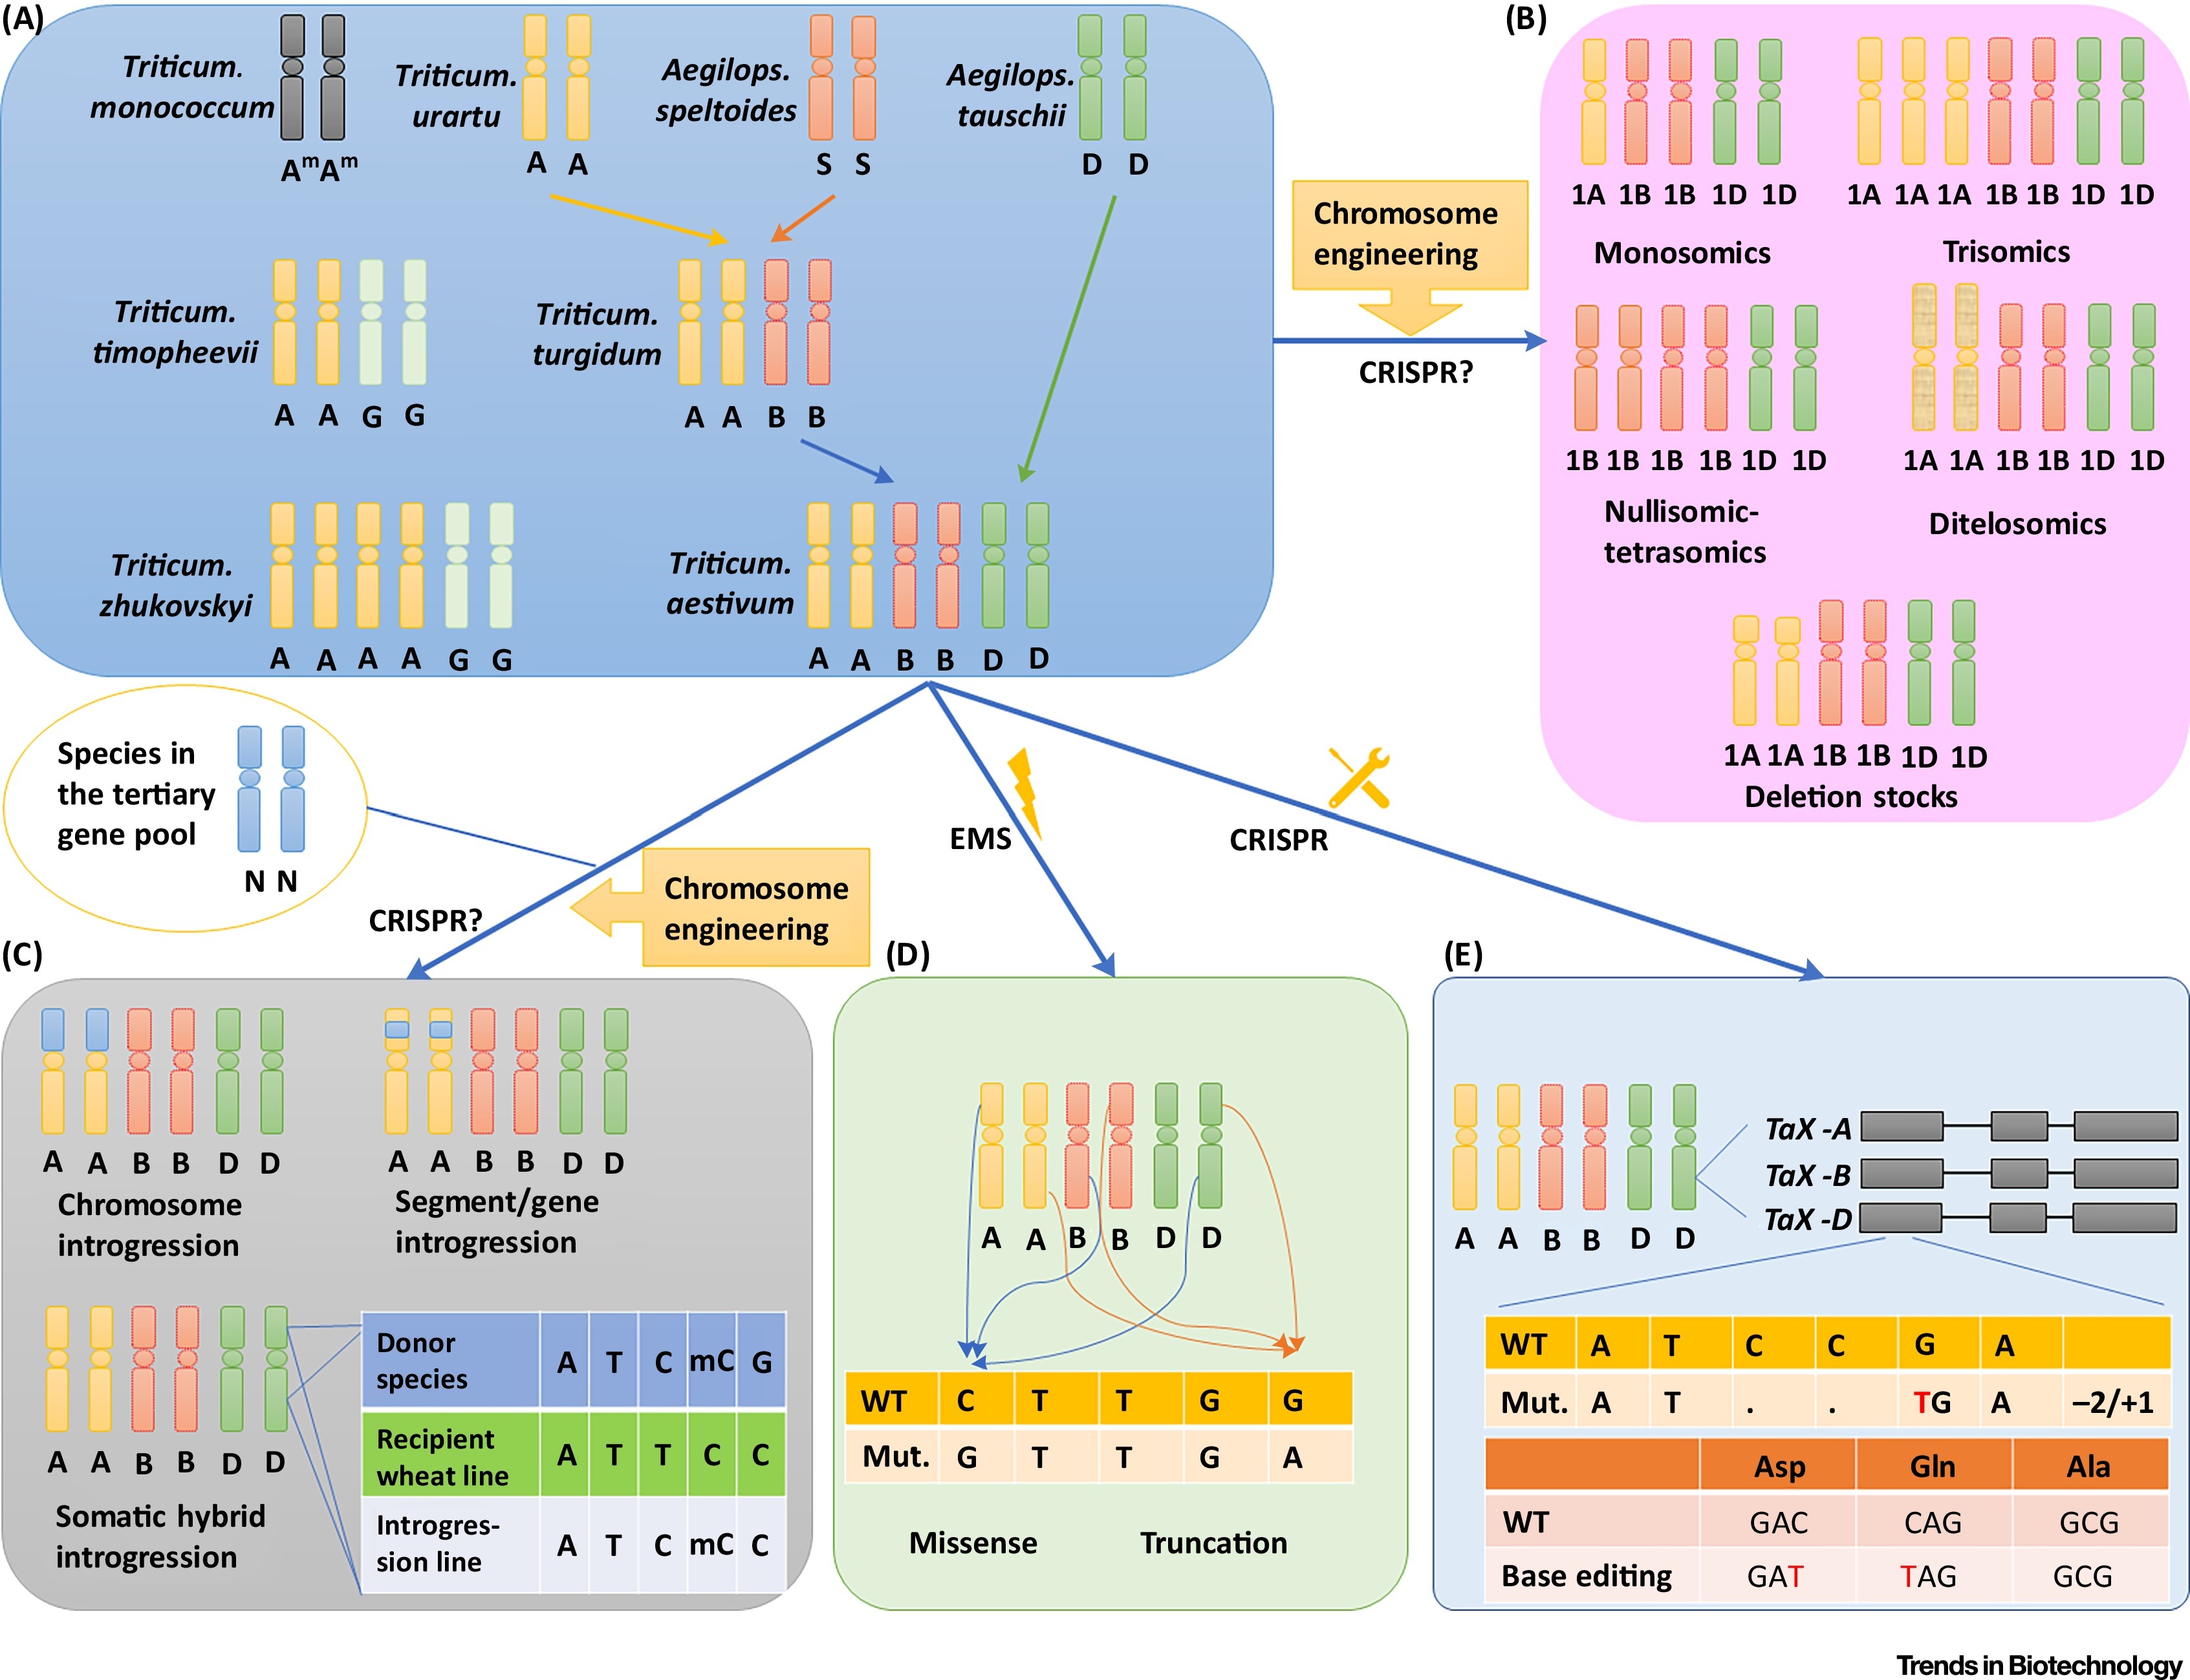 (A)
Triticum.
monococcum
Aᵐ Aᵐ
Triticum.
urartu
A A
Aegilops.
speltoides
S S
Aegilops.
tauschii
D D
Triticum.
timopheevii
A A G G
Triticum.
turgidum
A A B B
Triticum.
zhukovskyi
A A A A G G
Triticum.
aestivum
A A B B D D
Chromosome
engineering
CRISPR?
(B)
1A 1B 1B 1D 1D
Monosomics
1A 1A 1A 1B 1B 1D 1D
Trisomics
1B 1B 1B 1B 1D 1D
Nullisomic-
tetrasomics
1A 1A 1B 1B 1D 1D
Ditelosomics
1A 1A 1B 1B 1D 1D
Deletion stocks
Species in
the tertiary
gene pool
N N
CRISPR?
Chromosome
engineering
EMS
CRISPR
(C)
A A B B D D
Chromosome
introgression
A A B B D D
Segment/gene
introgression
A A B B D D
Somatic hybrid
introgression
Donor
species
A T C mC G
Recipient
wheat line
A T T C C
Introgres-
sion line
A T C mC C
(D)
A A B B D D
WT C T T G G
Mut. G T T G A
Missense Truncation
(E)
A A B B D D
TaX -A
TaX -B
TaX -D
WT A T C C G A
Mut. A T . . TG A –2/+1
Asp Gln Ala
WT GAC CAG GCG
Base editing GAT TAG GCG
Trends in Biotechnology